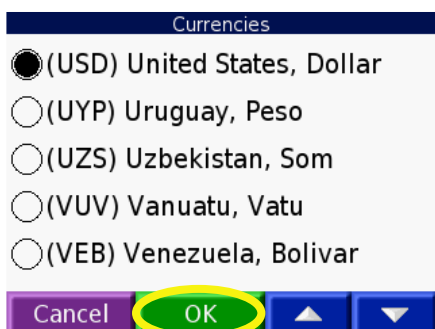 Currencies
(USD) United States, Dollar
(UYP) Uruguay, Peso
(UZS) Uzbekistan, Som
(VUV) Vanuatu, Vatu
(VEB) Venezuela, Bolivar
Cancel OK